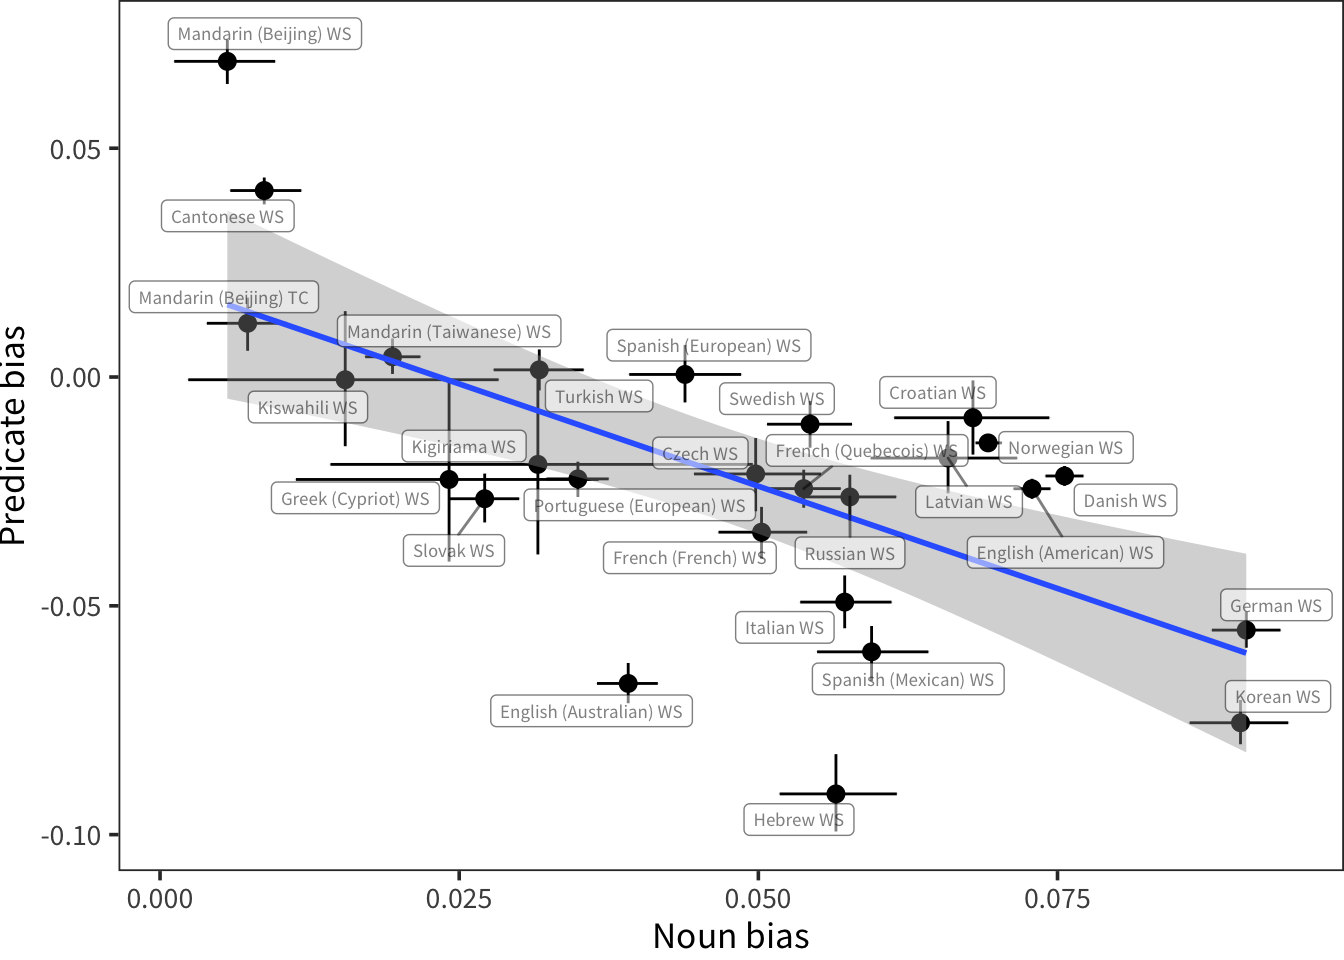 Mandarin (Beijing) WS
0.05
Cantonese WS
Mandarin (Beijing) TC
Mandarin (Taiwanese) WS
Spanish (European) WS
0.00
Turkish WS
Swedish WS
Croatian WS
Kiswahili WS
Kigiriama WS
Czech WS
French (Quebecois) WS
Norwegian WS
Greek (Cypriot) WS
Portuguese (European) WS
Latvian WS
Danish WS
Slovak WS
French (French) WS
Russian WS
English (American) WS
-0.05
German WS
Italian WS
Spanish (Mexican) WS
Korean WS
English (Australian) WS
Hebrew WS
-0.10
Predicate bias
0.000
0.025
0.050
0.075
Noun bias